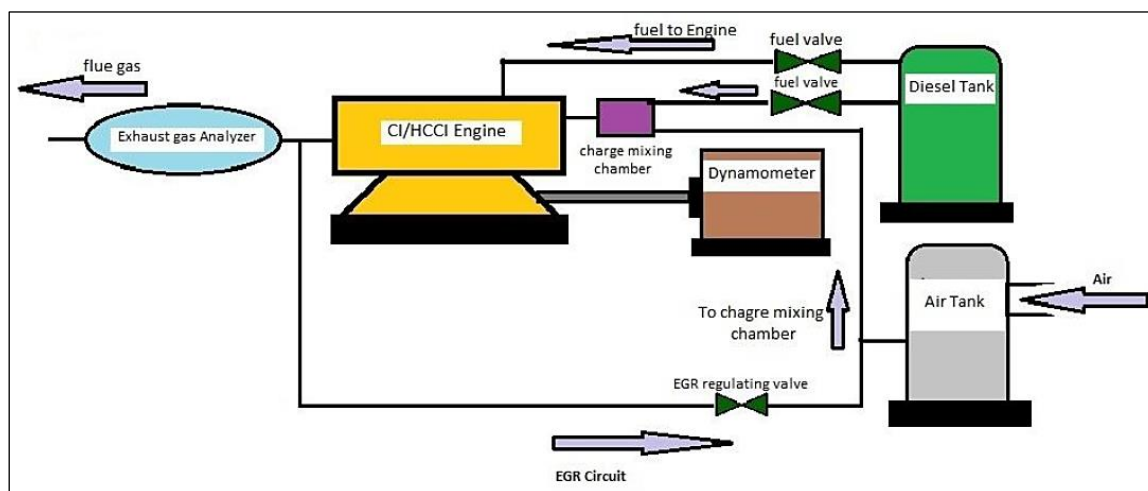 fuel to Engine
fuel valve
flue gas
fuel valve
Diesel Tank
Exhaust gas Analyzer
CI/HCCI Engine
charge mixing
chamber
Dynamometer
Air
Air Tank
To chagre mixing
chamber
EGR regulating valve
EGR Circuit